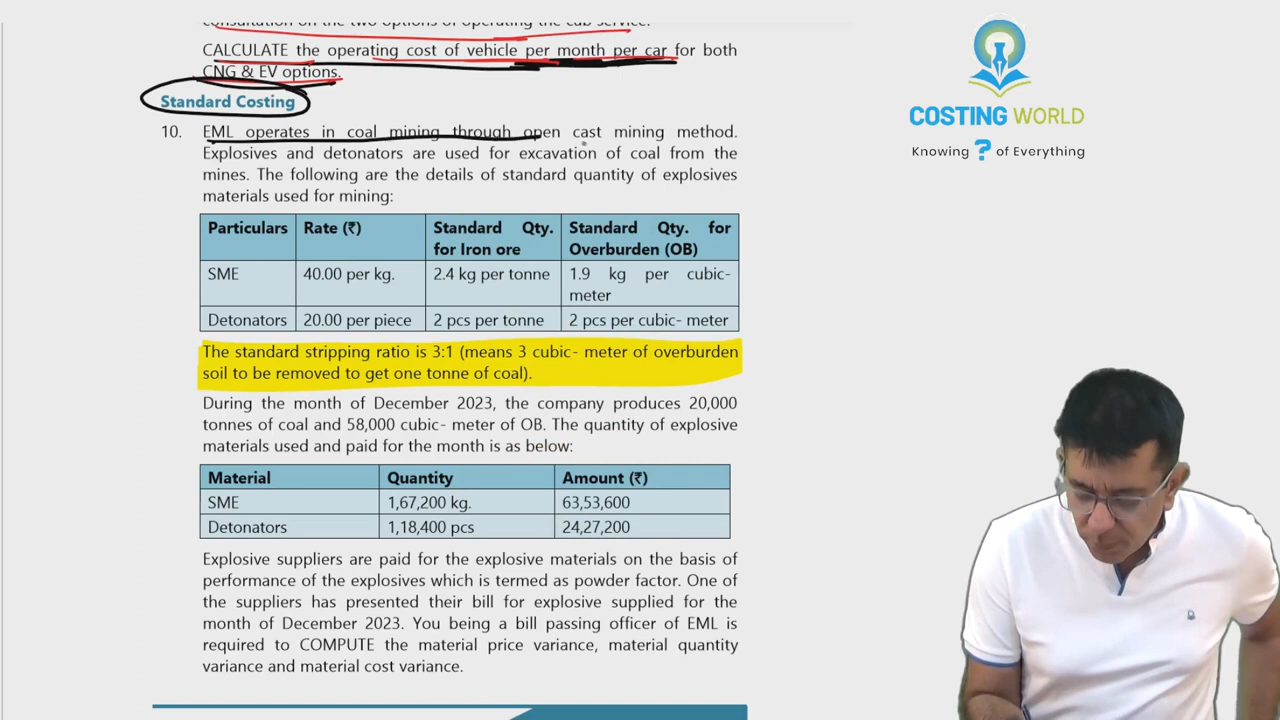 consultation on the two options of operating the cab service.
CALCULATE the operating cost of vehicle per month per car for both
CNG & EV options.
Standard Costing
10. EML operates in coal mining through open cast mining method.
Explosives and detonators are used for excavation of coal from the
mines. The following are the details of standard quantity of explosives
materials used for mining:
Particulars Rate (₹) Standard Qty. for Iron ore Standard Qty. for Overburden (OB)
SME 40.00 per kg. 2.4 kg per tonne 1.9 kg per cubic- meter
Detonators 20.00 per piece 2 pcs per tonne 2 pcs per cubic- meter
The standard stripping ratio is 3:1 (means 3 cubic- meter of overburden
soil to be removed to get one tonne of coal).
During the month of December 2023, the company produces 20,000
tonnes of coal and 58,000 cubic- meter of OB. The quantity of explosive
materials used and paid for the month is as below:
Material Quantity Amount (₹)
SME 1,67,200 kg. 63,53,600
Detonators 1,18,400 pcs 24,27,200
Explosive suppliers are paid for the explosive materials on the basis of
performance of the explosives which is termed as powder factor. One of
the suppliers has presented their bill for explosive supplied for the
month of December 2023. You being a bill passing officer of EML is
required to COMPUTE the material price variance, material quantity
variance and material cost variance.
COSTING WORLD
Knowing ? of Everything